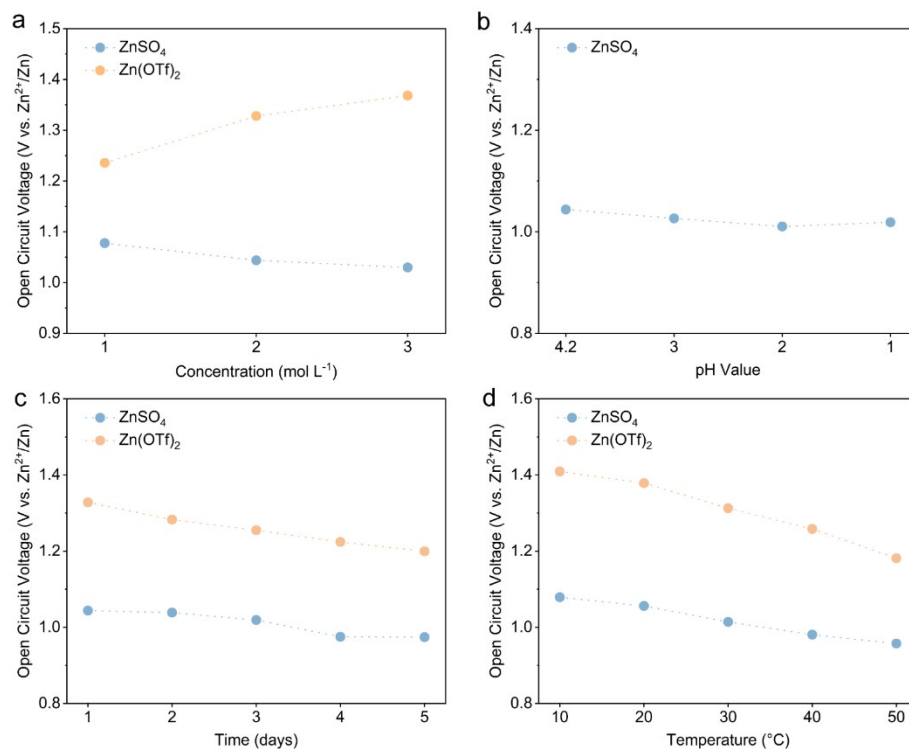 a
ZnSO4
Zn(OTf)2
Open Circuit Voltage (V vs. Zn2+/Zn)
1.5
1.4
1.3
1.2
1.1
1.0
0.9
1 2 3
Concentration (mol L-1)
b
ZnSO4
Open Circuit Voltage (V vs. Zn2+/Zn)
1.4
1.2
1.0
0.8
4.2 3 2 1
pH Value
c
ZnSO4
Zn(OTf)2
Open Circuit Voltage (V vs. Zn2+/Zn)
1.6
1.4
1.2
1.0
0.8
1 2 3 4 5
Time (days)
d
ZnSO4
Zn(OTf)2
Open Circuit Voltage (V vs. Zn2+/Zn)
1.6
1.4
1.2
1.0
0.8
10 20 30 40 50
Temperature (°C)